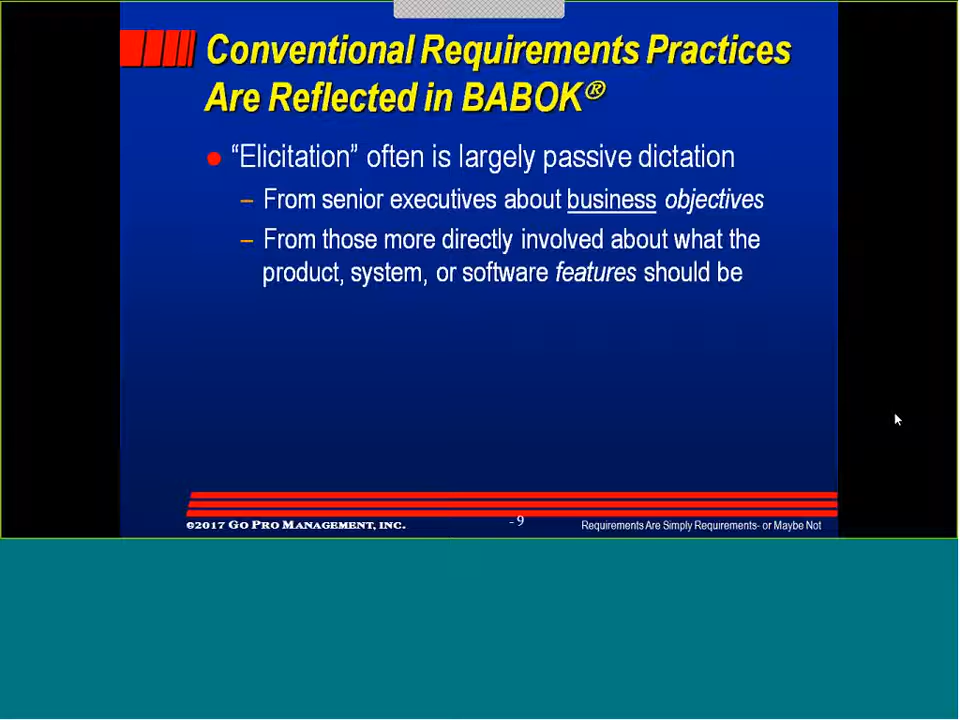 Conventional Requirements Practices
Are Reflected in BABOK®
● “Elicitation” often is largely passive dictation
– From senior executives about business objectives
– From those more directly involved about what the
product, system, or software features should be
©2017 GO PRO MANAGEMENT, INC.
- 9
Requirements Are Simply Requirements- or Maybe Not